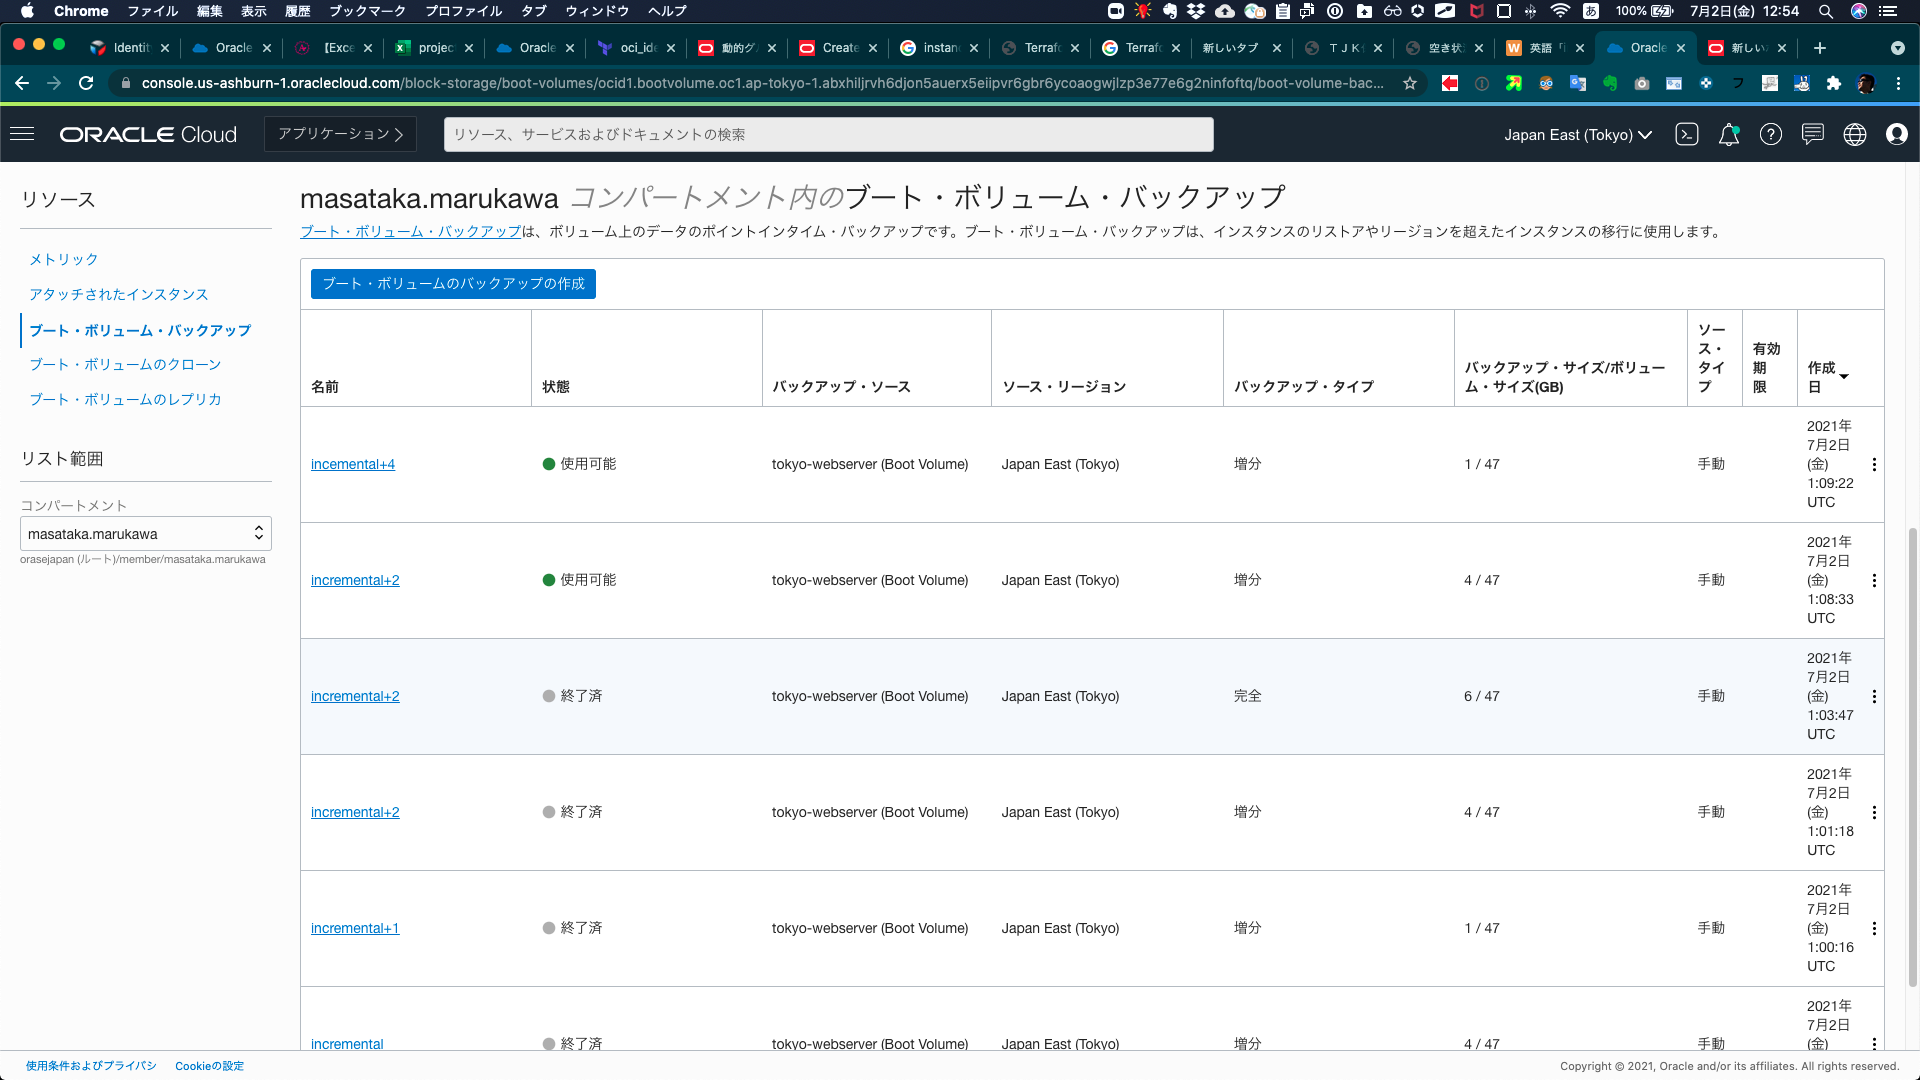 Chrome ファイル 編集 表示 履歴 ブックマーク プロファイル タブ ウィンドウ ヘルプ 100% 7月2日(金) 12:54
Identit Oracle 【Exce projec Oracle oci_ide 動的グル Create instanc Terrafo Terrafo 新しいタブ TJK 空き状況 英語「 Oracle 新しい
console.us-ashburn-1.oraclecloud.com/block-storage/boot-volumes/ocid1.bootvolume.oc1.ap-tokyo-1.abxhiljrvh6djon5auerx5eiipvr6gbr6ycoaogwjlzp3e77e6g2ninfoftq/boot-volume-bac...
ORACLE Cloud アプリケーション リソース、サービスおよびドキュメントの検索 Japan East (Tokyo)
リソース
メトリック
アタッチされたインスタンス
ブート・ボリューム・バックアップ
ブート・ボリュームのクローン
ブート・ボリュームのレプリカ
リスト範囲
コンパートメント
masataka.marukawa
orasejapan (ルート)/member/masataka.marukawa
masataka.marukawa コンパートメント内のブート・ボリューム・バックアップ
ブート・ボリューム・バックアップは、ボリューム上のデータのポイントインタイム・バックアップです。ブート・ボリューム・バックアップは、インスタンスのリストアやリージョンを超えたインスタンスの移行に使用します。
ブート・ボリュームのバックアップの作成
名前 状態 バックアップ・ソース ソース・リージョン バックアップ・タイプ バックアップ・サイズ/ボリューム・サイズ(GB) ソース・タイプ 有効期限 作成日
incemental+4 使用可能 tokyo-webserver (Boot Volume) Japan East (Tokyo) 増分 1 / 47 手動 2021年7月2日(金) 1:09:22 UTC
incremental+2 使用可能 tokyo-webserver (Boot Volume) Japan East (Tokyo) 増分 4 / 47 手動 2021年7月2日(金) 1:08:33 UTC
incremental+2 終了済 tokyo-webserver (Boot Volume) Japan East (Tokyo) 完全 6 / 47 手動 2021年7月2日(金) 1:03:47 UTC
incremental+2 終了済 tokyo-webserver (Boot Volume) Japan East (Tokyo) 増分 4 / 47 手動 2021年7月2日(金) 1:01:18 UTC
incremental+1 終了済 tokyo-webserver (Boot Volume) Japan East (Tokyo) 増分 1 / 47 手動 2021年7月2日(金) 1:00:16 UTC
incremental 終了済 tokyo-webserver (Boot Volume) Japan East (Tokyo) 増分 4 / 47 手動 2021年7月2日(金)
使用条件およびプライバシ Cookieの設定 Copyright © 2021, Oracle and/or its affiliates. All rights reserved.